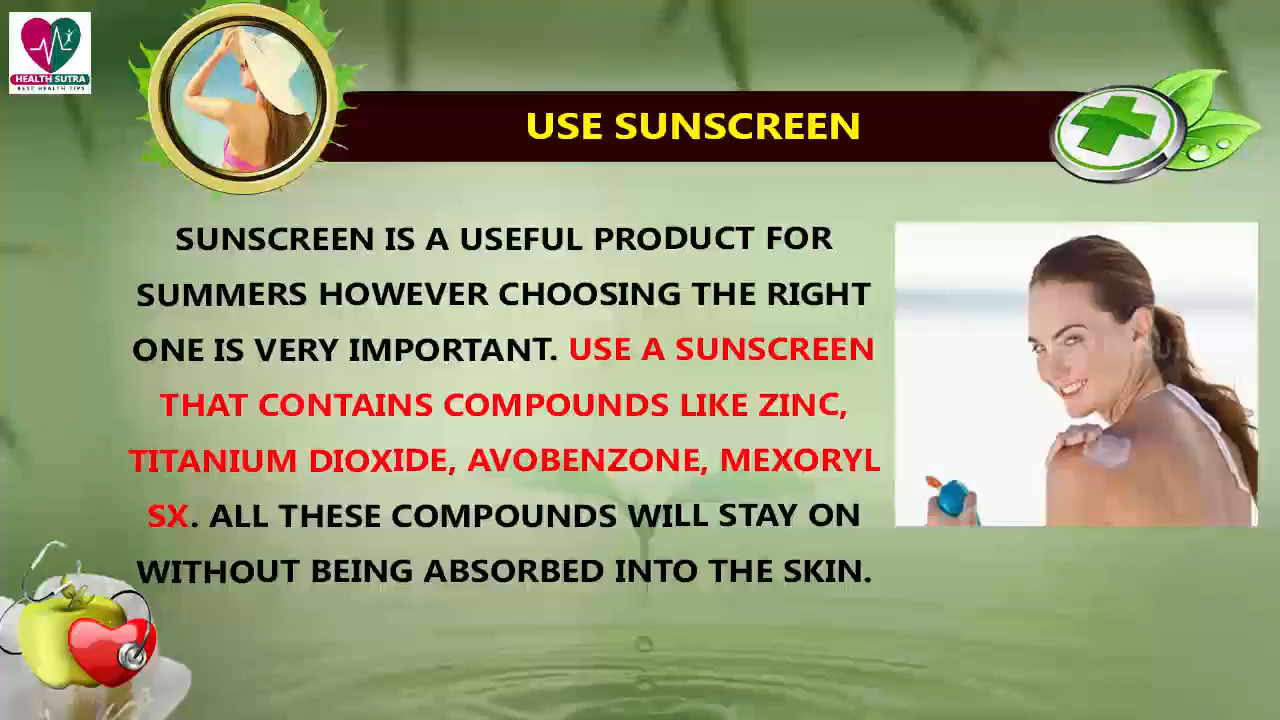 HEALTH SUTRA
BEST HEALTH TIPS
USE SUNSCREEN
SUNSCREEN IS A USEFUL PRODUCT FOR
SUMMERS HOWEVER CHOOSING THE RIGHT
ONE IS VERY IMPORTANT. USE A SUNSCREEN
THAT CONTAINS COMPOUNDS LIKE ZINC,
TITANIUM DIOXIDE, AVOBENZONE, MEXORYL
SX. ALL THESE COMPOUNDS WILL STAY ON
WITHOUT BEING ABSORBED INTO THE SKIN.